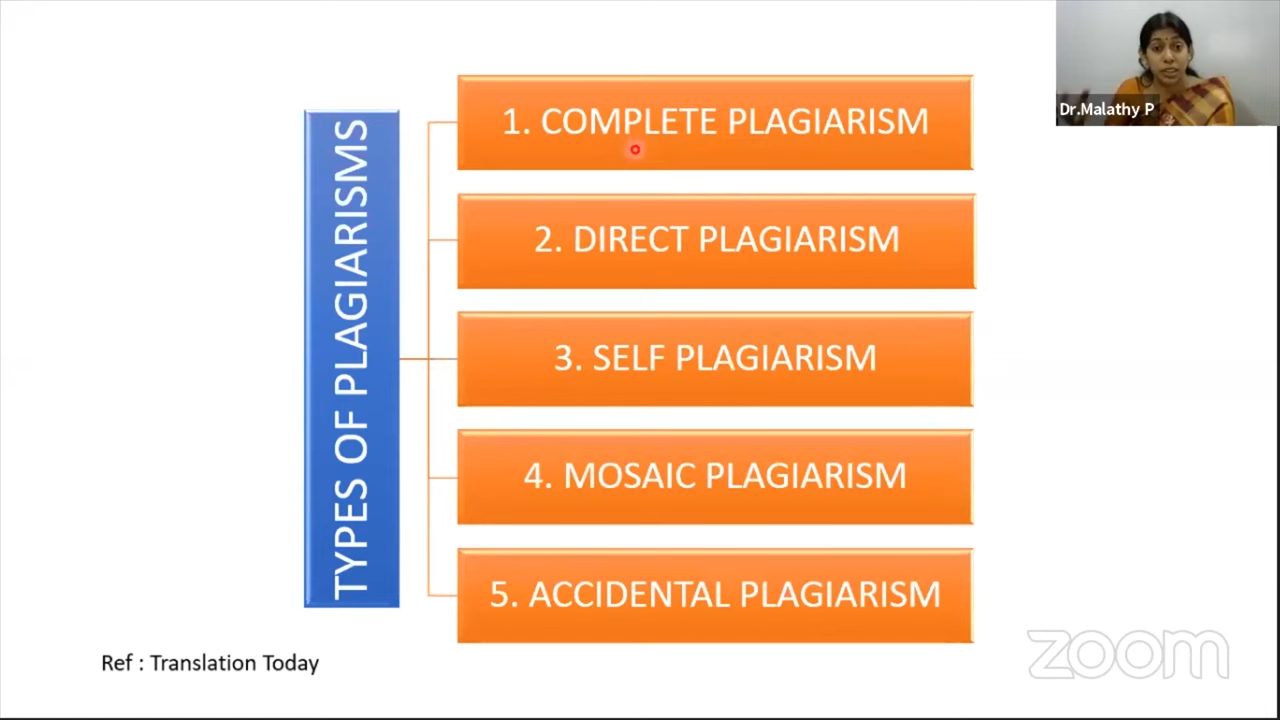 TYPES OF PLAGIARISMS
1. COMPLETE PLAGIARISM
2. DIRECT PLAGIARISM
3. SELF PLAGIARISM
4. MOSAIC PLAGIARISM
5. ACCIDENTAL PLAGIARISM
Ref : Translation Today
Dr.Malathy P
zoom